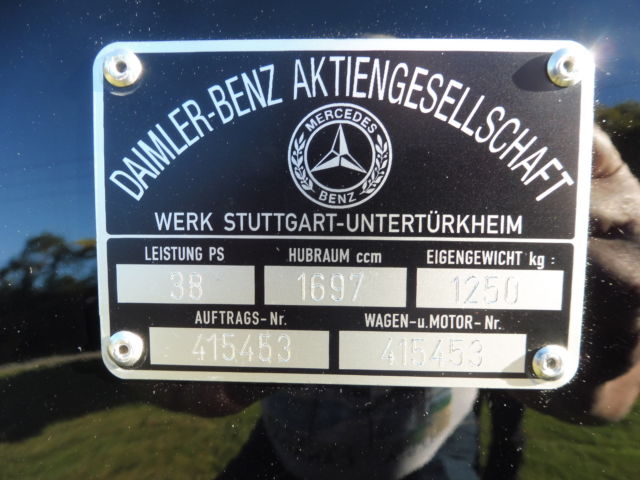 DAIMLER-BENZ AKTIENGESELLSCHAFT
MERCEDES
BENZ
WERK STUTTGART-UNTERTÜRKHEIM
LEISTUNG PS HUBRAUM ccm EIGENGEWICHT kg:
38 1697 1250
AUFTRAGS-Nr. WAGEN-u.MOTOR-Nr.
415453 415453